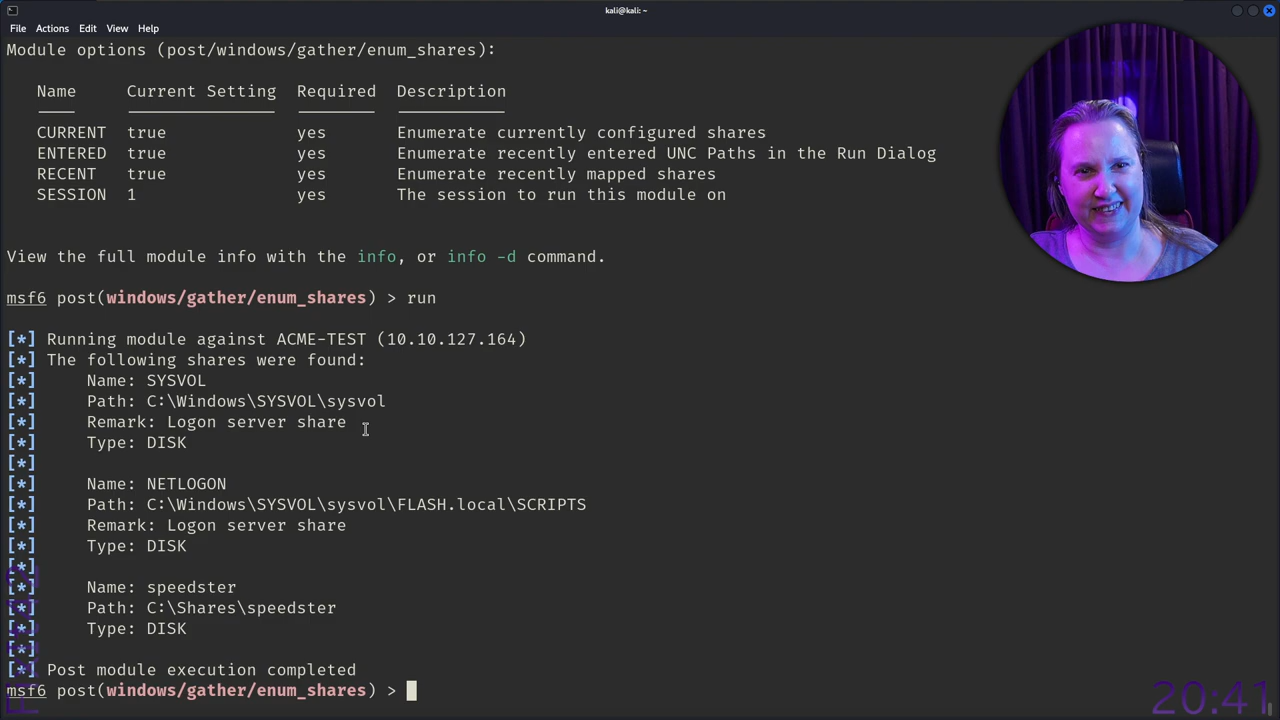 kali@kali: ~
File Actions Edit View Help
Module options (post/windows/gather/enum_shares):
Name Current Setting Required Description
CURRENT true yes Enumerate currently configured shares
ENTERED true yes Enumerate recently entered UNC Paths in the Run Dialog
RECENT true yes Enumerate recently mapped shares
SESSION 1 yes The session to run this module on
View the full module info with the info, or info -d command.
msf6 post(windows/gather/enum_shares) > run
[*] Running module against ACME-TEST (10.10.127.164)
[*] The following shares were found:
[*] Name: SYSVOL
[*] Path: C:\Windows\SYSVOL\sysvol
[*] Remark: Logon server share
[*] Type: DISK
[*]
[*] Name: NETLOGON
[*] Path: C:\Windows\SYSVOL\sysvol\FLASH.local\SCRIPTS
[*] Remark: Logon server share
[*] Type: DISK
[*]
[*] Name: speedster
[*] Path: C:\Shares\speedster
[*] Type: DISK
[*]
[*] Post module execution completed
msf6 post(windows/gather/enum_shares) >
20:41